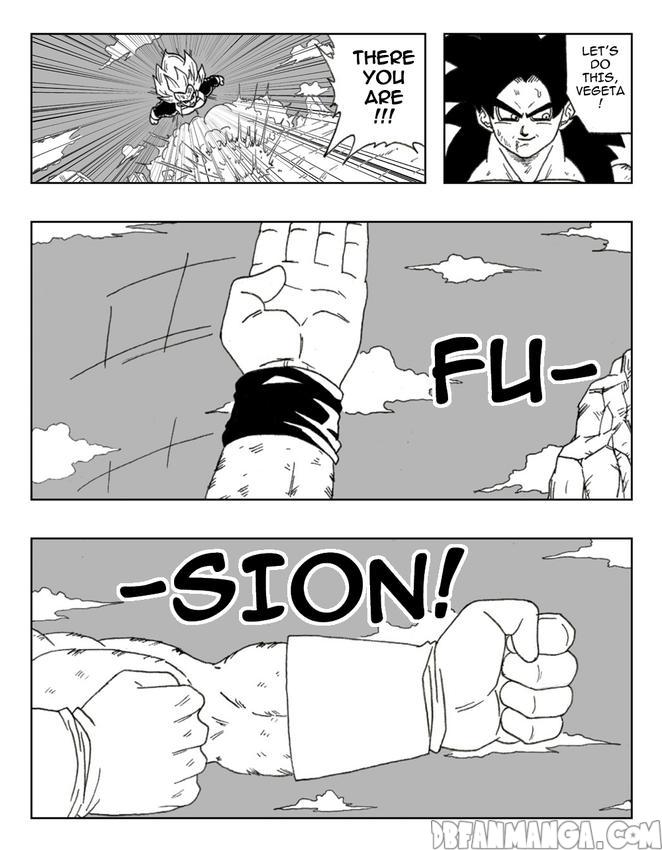 THERE
YOU
ARE
!!!
LET'S
DO
THIS,
VEGETA
!
FU-
-SION!
DBFANMANGA.COM